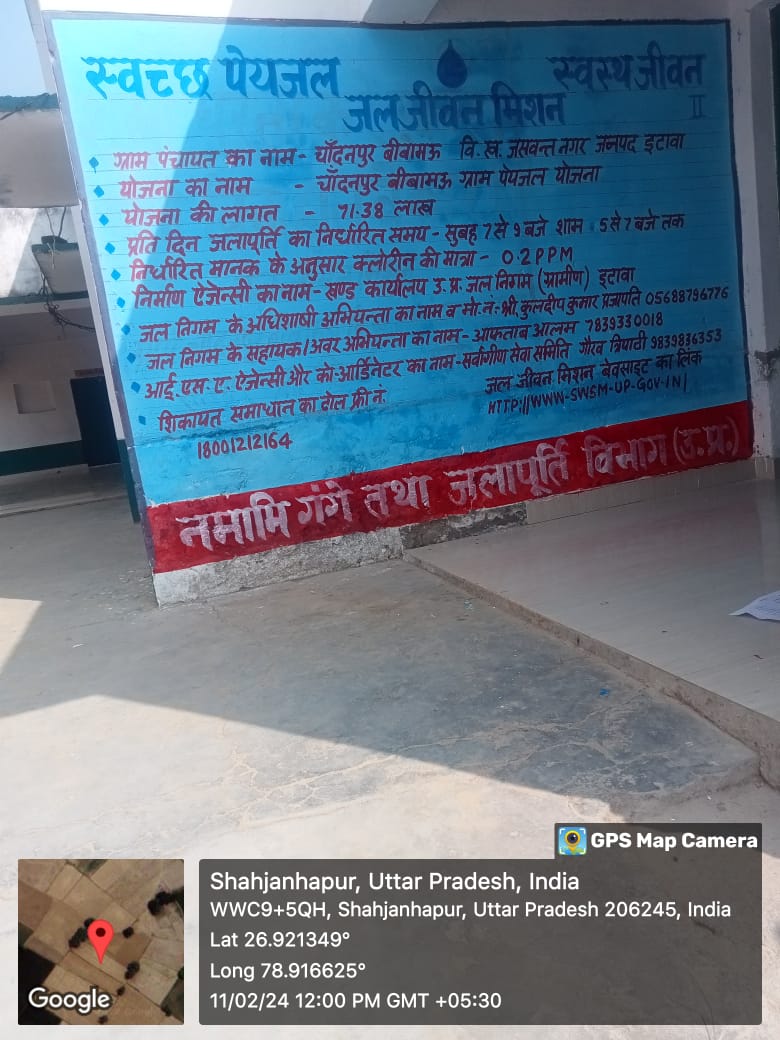 स्वच्छ पेयजल स्वस्थ जीवन
जल जीवन मिशन II
ग्राम पंचायत का नाम - चाँदनपुर बीबामऊ वि.ख. जसवन्त नगर जनपद इटावा
योजना का नाम - चाँदनपुर बीबामऊ ग्राम पेयजल योजना
योजना की लागत - 71.38 लाख
प्रति दिन जलापूर्ति का निर्धारित समय - सुबह 7 से 9 बजे शाम 5 से 7 बजे तक
निर्धारित मानक के अनुसार क्लोरीन की मात्रा - 0.2 PPM
निर्माण ऐजेन्सी का नाम - खण्ड कार्यालय उ.प्र. जल निगम (ग्रामीण) इटावा
जल निगम के अधिशाषी अभियन्ता का नाम व मो.नं. - श्री कुलदीप कुमार प्रजापति 05688796776
जल निगम के सहायक/अवर अभियन्ता का नाम - आफताब आलम 7839330018
आई.एस.ए. ऐजेन्सी और को-आर्डिनेटर का नाम - सर्वांगीण सेवा समिति गौरव त्रिपाठी 9839836353
शिकायत समाधान का टोल फ्री नं.
18001212164
जल जीवन मिशन बेवसाइट का लिंक
HTTP://WWW-SWSM-UP-GOV-IN/
नमामि गंगे तथा जलापूर्ति विभाग (उ.प्र.)
GPS Map Camera
Shahjanhapur, Uttar Pradesh, India
WWC9+5QH, Shahjanhapur, Uttar Pradesh 206245, India
Lat 26.921349°
Long 78.916625°
11/02/24 12:00 PM GMT +05:30
Google